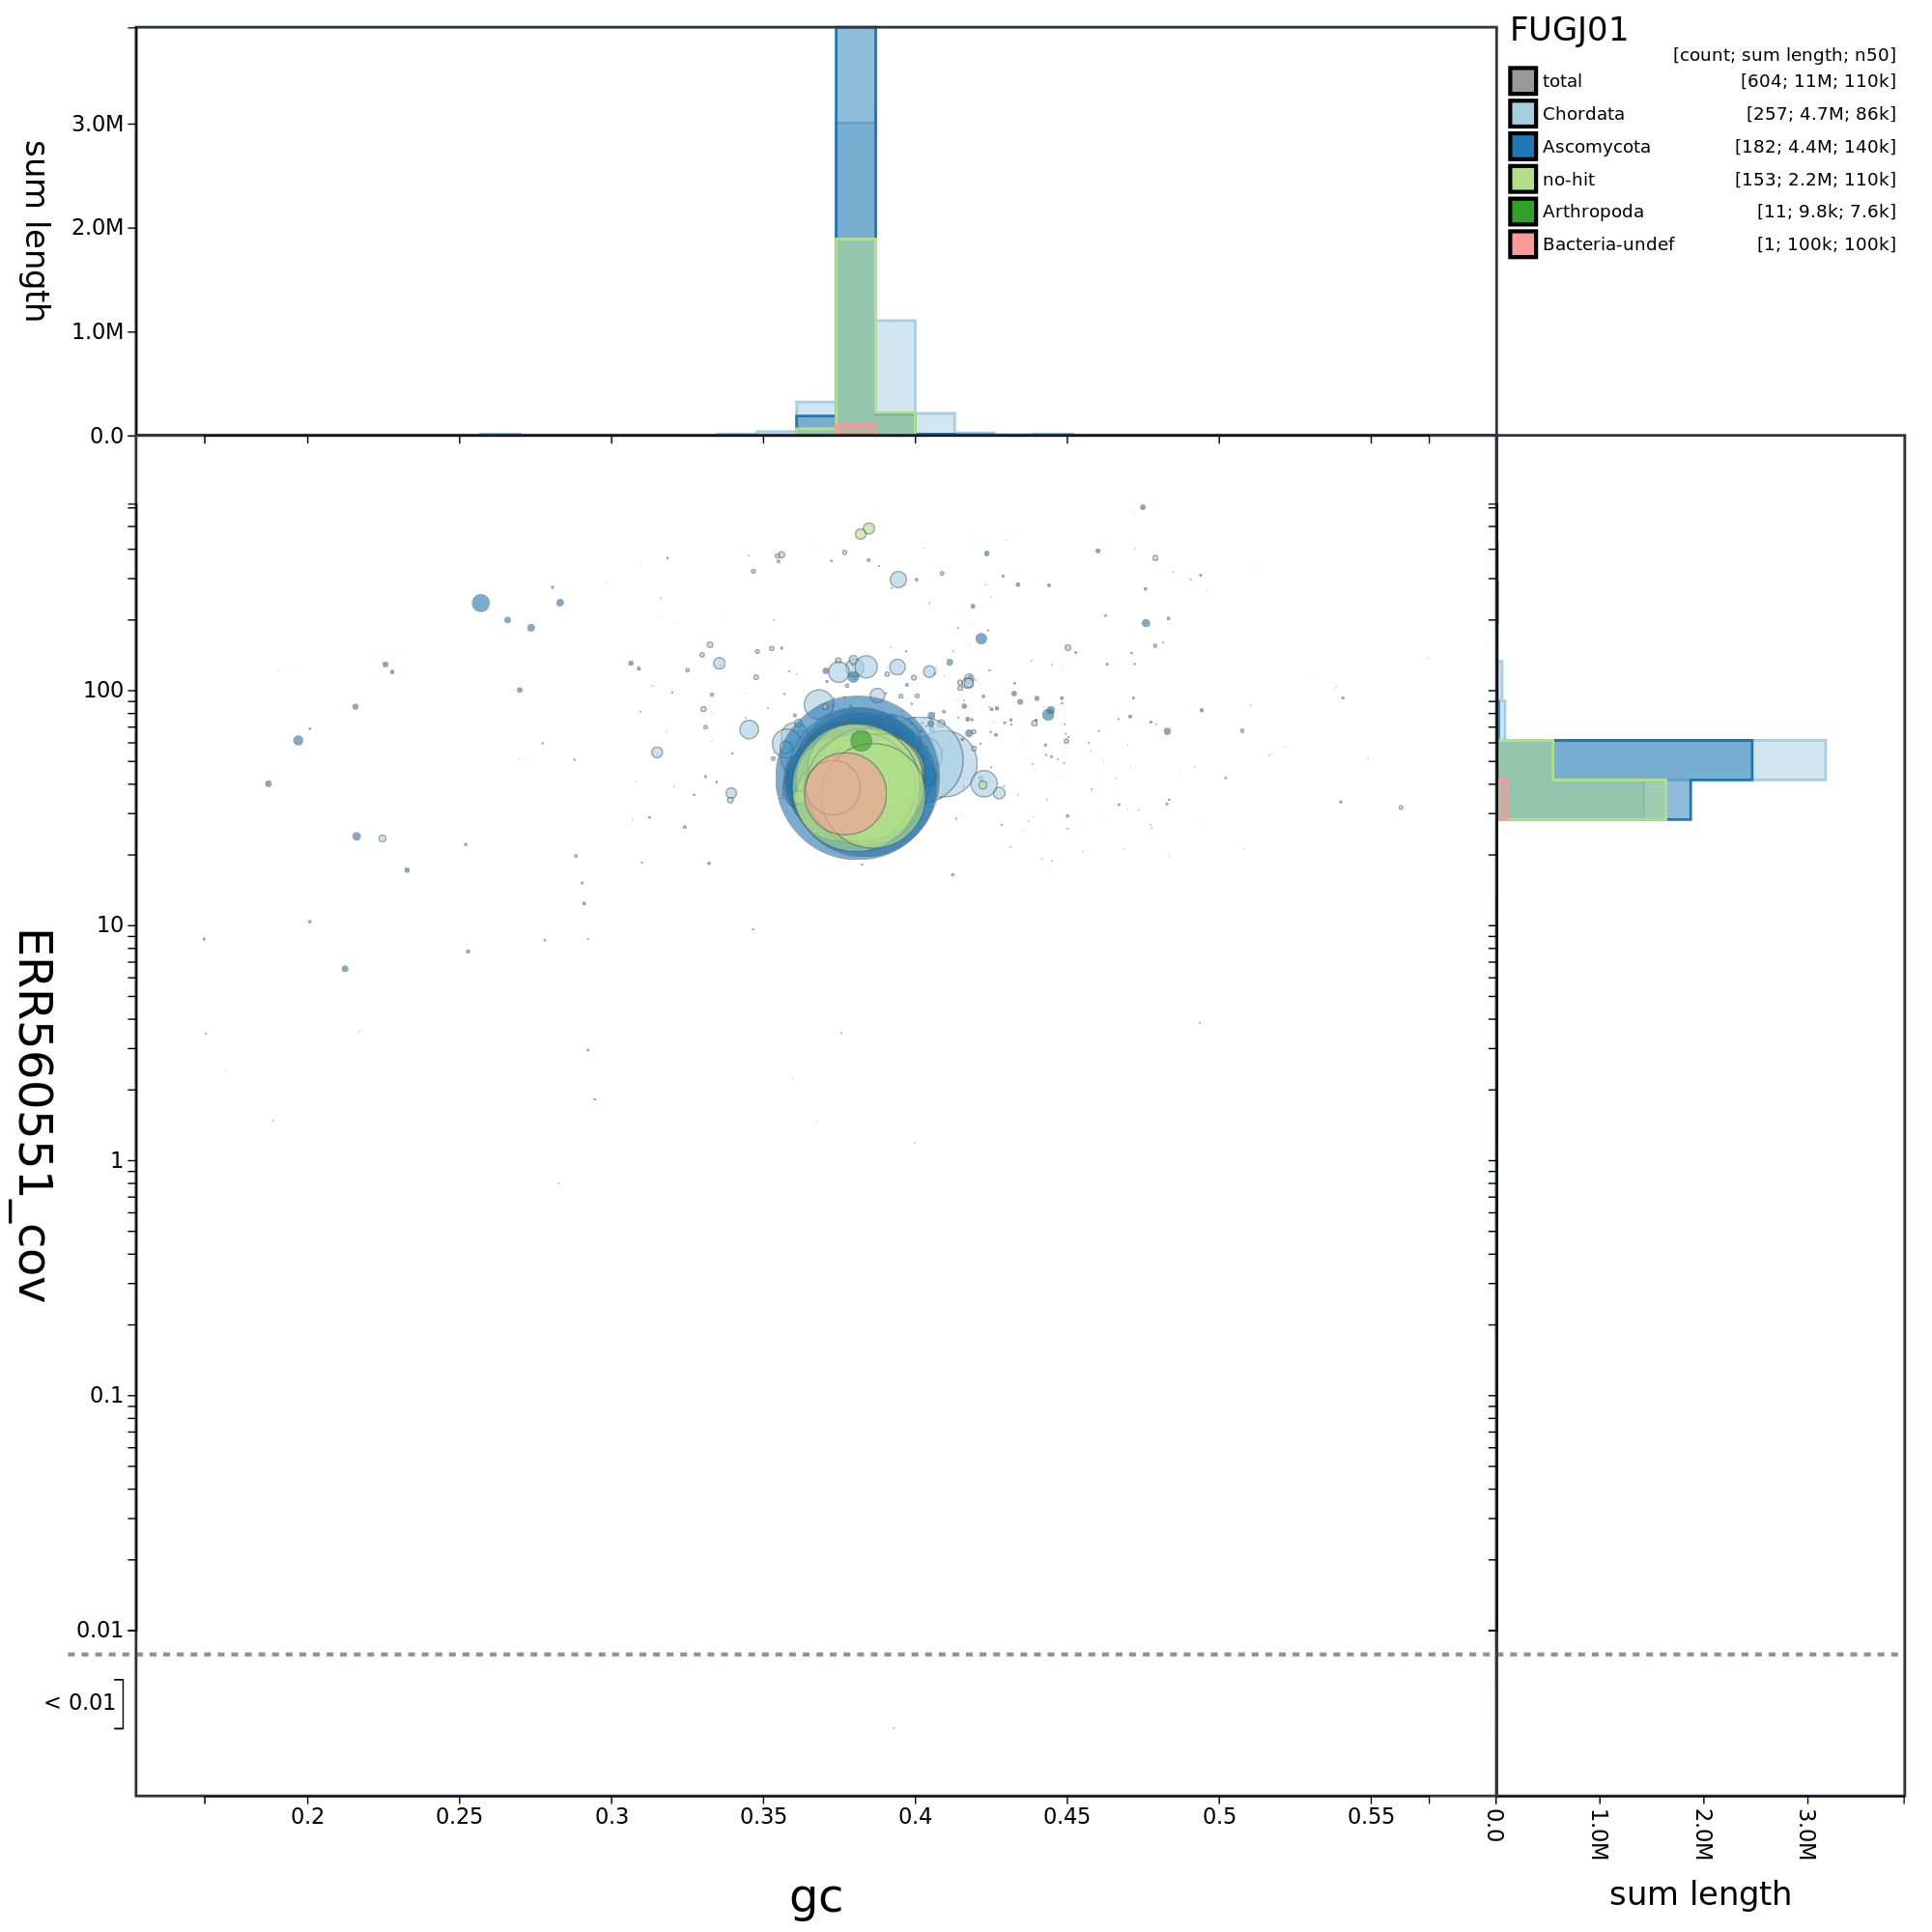 FUGJ01
[count; sum length; n50]
total [604; 11M; 110k]
Chordata [257; 4.7M; 86k]
Ascomycota [182; 4.4M; 140k]
no-hit [153; 2.2M; 110k]
Arthropoda [11; 9.8k; 7.6k]
Bacteria-undef [1; 100k; 100k]
sum length
3.0M
2.0M
1.0M
0.0
ERR560551_cov
100
10
1
0.1
0.01
< 0.01
0.2 0.25 0.3 0.35 0.4 0.45 0.5 0.55
gc
0.0 1.0M 2.0M 3.0M
sum length